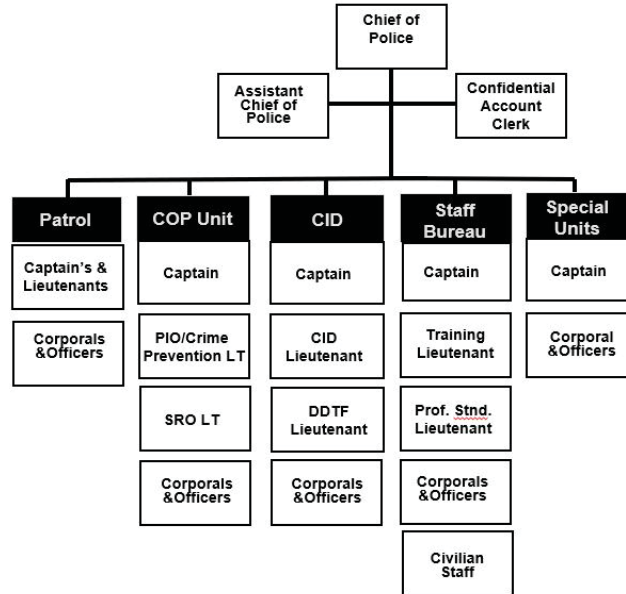 Chief of
Police
Assistant
Chief of
Police
Confidential
Account
Clerk
Patrol
Captain's &
Lieutenants
Corporals
&Officers
COP Unit
Captain
PIO/Crime
Prevention LT
SRO LT
Corporals
&Officers
CID
Captain
CID
Lieutenant
DDTF
Lieutenant
Corporals
&Officers
Staff
Bureau
Captain
Training
Lieutenant
Prof. Stnd.
Lieutenant
Corporals
&Officers
Civilian
Staff
Special
Units
Captain
Corporal
&Officers